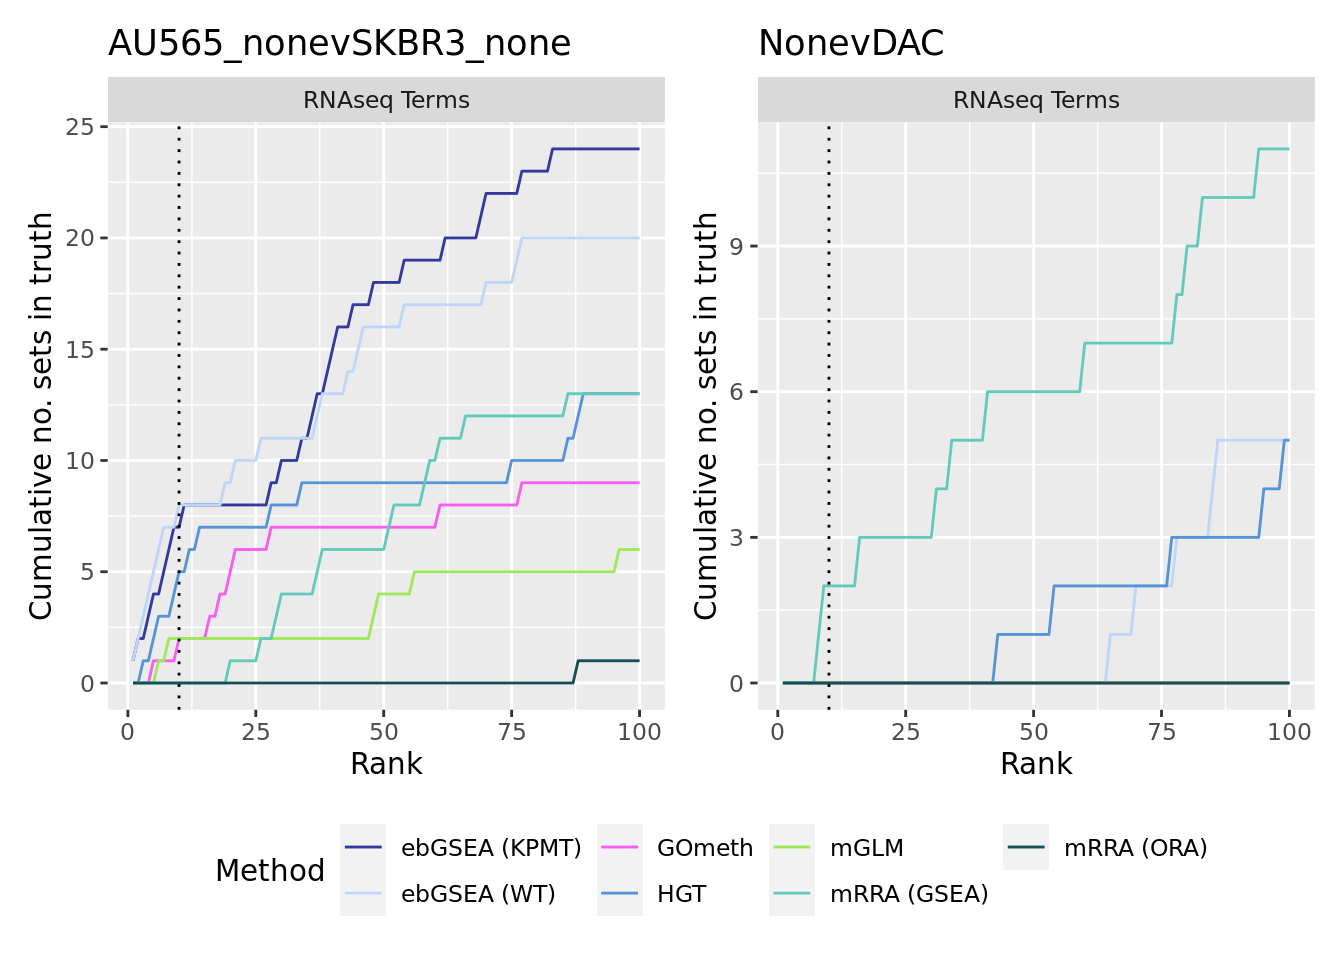 AU565_nonevSKBR3_none
RNAseq Terms
Cumulative no. sets in truth
25
20
15
10
5
0
0 25 50 75 100
Rank
NonevDAC
RNAseq Terms
Cumulative no. sets in truth
9
6
3
0
0 25 50 75 100
Rank
Method
ebGSEA (KPMT) GOmeth mGLM mRRA (ORA)
ebGSEA (WT) HGT mRRA (GSEA)